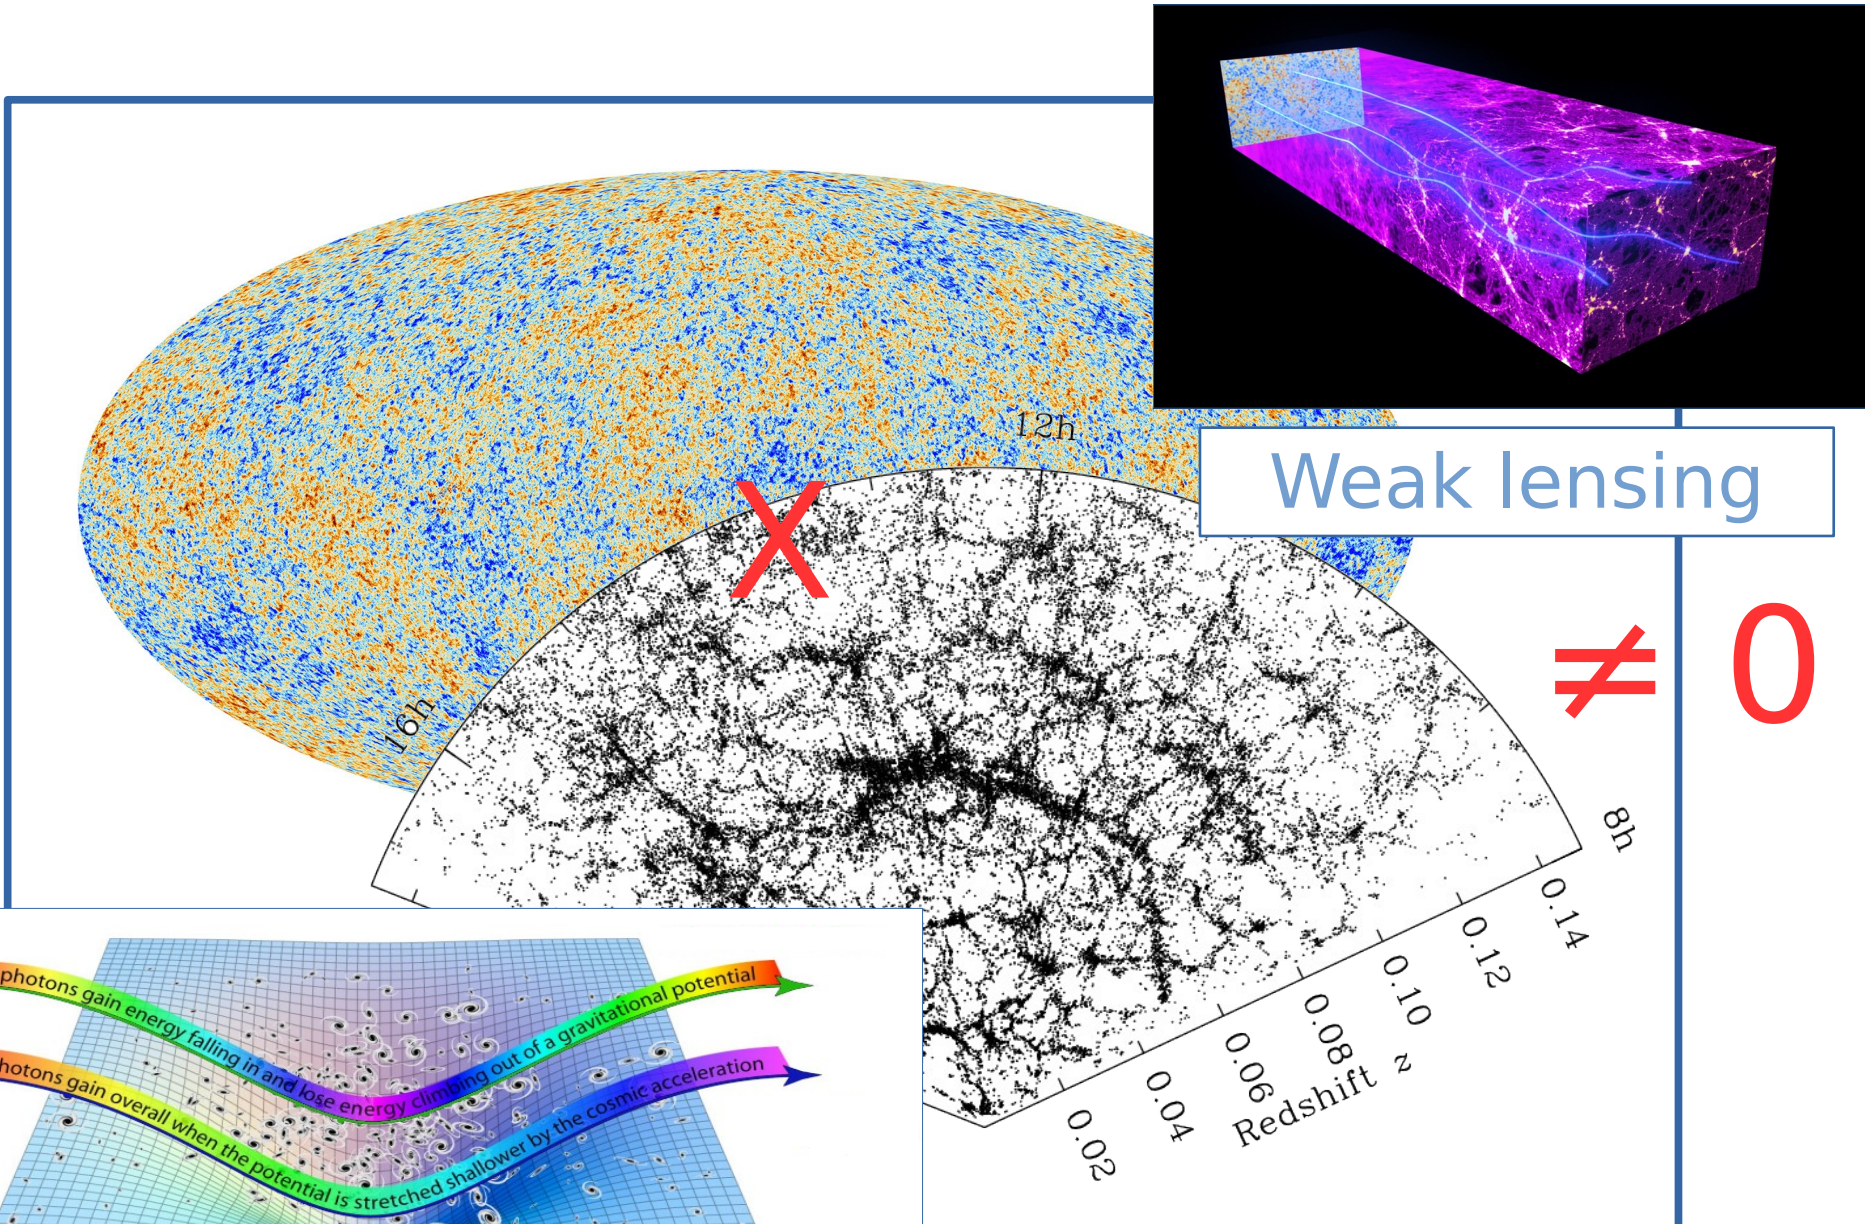 12h
Weak lensing
X
≠ 0
16h
8h
0.14
0.12
0.10
0.08
0.06
0.04
0.02
Redshift z
photons gain energy falling in and lose energy climbing out of a gravitational potential
hotons gain overall when the potential is stretched shallower by the cosmic acceleration